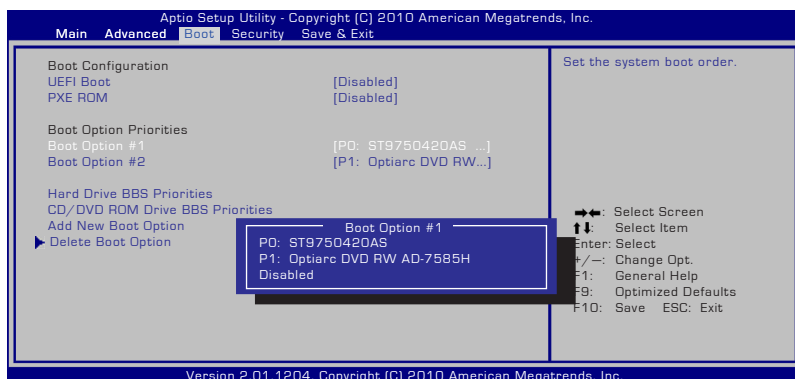 Aptio Setup Utility - Copyright (C) 2010 American Megatrends, Inc.
Main Advanced Boot Security Save & Exit
Boot Configuration
UEFI Boot [Disabled]
PXE ROM [Disabled]
Boot Option Priorities
Boot Option #1 [P0: ST9750420AS ...]
Boot Option #2 [P1: Optiarc DVD RW...]
Hard Drive BBS Priorities
CD/DVD ROM Drive BBS Priorities
Add New Boot Option
Delete Boot Option
Boot Option #1
P0: ST9750420AS
P1: Optiarc DVD RW AD-7585H
Disabled
Set the system boot order.
→←: Select Screen
↑↓: Select Item
Enter: Select
+/—: Change Opt.
F1: General Help
F9: Optimized Defaults
F10: Save ESC: Exit
Version 2.01.1204. Copyright (C) 2010 American Megatrends, Inc.